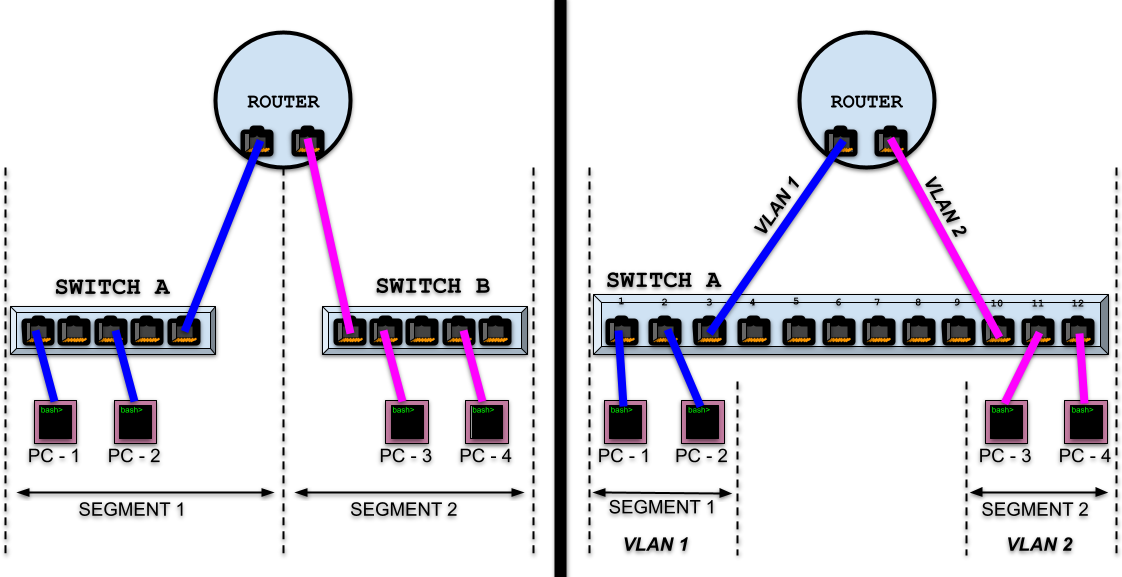 ROUTER
SWITCH A
SWITCH B
bash>
bash>
bash>
bash>
PC - 1
PC - 2
PC - 3
PC - 4
SEGMENT 1
SEGMENT 2
ROUTER
VLAN 1
VLAN 2
SWITCH A
1 2 3 4 5 6 7 8 9 10 11 12
bash>
bash>
bash>
bash>
PC - 1
PC - 2
PC - 3
PC - 4
SEGMENT 1
SEGMENT 2
VLAN 1
VLAN 2